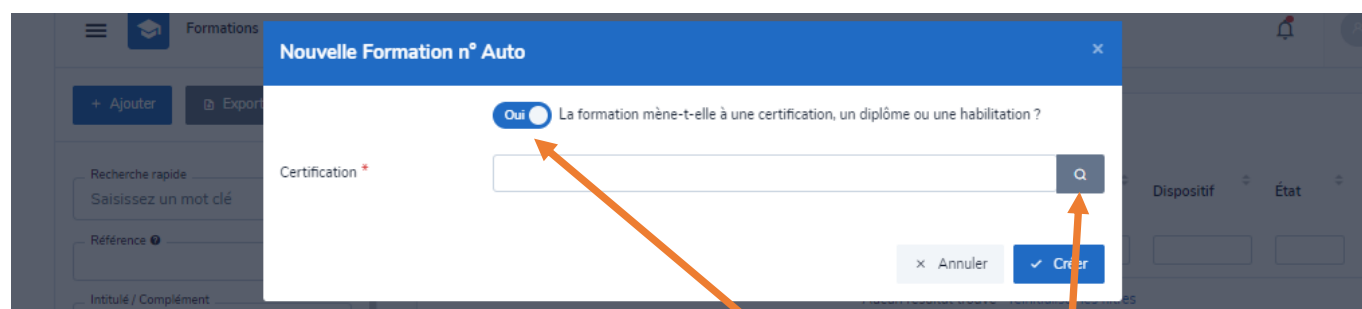 Formations
Nouvelle Formation n° Auto
×
+ Ajouter
Export
Oui
La formation mène-t-elle à une certification, un diplôme ou une habilitation ?
Recherche rapide
Saisissez un mot clé
Certification *
Dispositif
État
Référence
× Annuler
✓ Créer
Intitulé / Complément